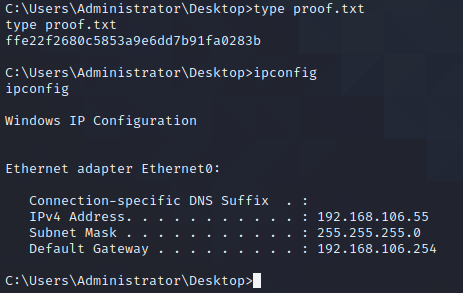 C:\Users\Administrator\Desktop>type proof.txt
type proof.txt
ffe22f2680c5853a9e6dd7b91fa0283b
C:\Users\Administrator\Desktop>ipconfig
ipconfig
Windows IP Configuration
Ethernet adapter Ethernet0:
Connection-specific DNS Suffix  . :
IPv4 Address. . . . . . . . . . . : 192.168.106.55
Subnet Mask . . . . . . . . . . . : 255.255.255.0
Default Gateway . . . . . . . . . : 192.168.106.254
C:\Users\Administrator\Desktop>